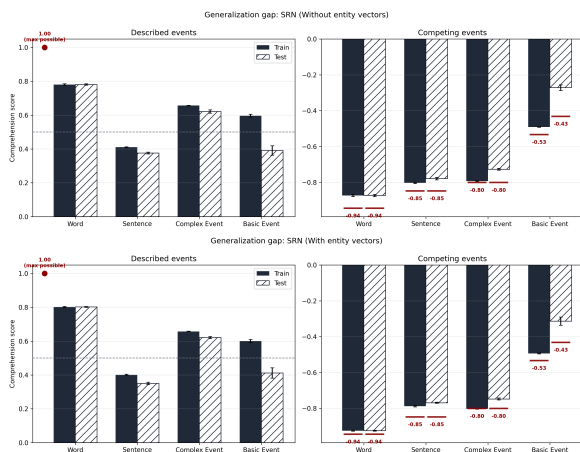 Generalization gap: SRN (Without entity vectors)
Described events
Competing events
1.00
(max possible)
Train
Test
Comprehension score
1.0
0.8
0.6
0.4
0.2
0.0
Word
Sentence
Complex Event
Basic Event
0.0
−0.2
−0.4
−0.6
−0.8
-0.94
-0.94
-0.85
-0.85
-0.80
-0.80
-0.53
-0.43
Word
Sentence
Complex Event
Basic Event
Generalization gap: SRN (With entity vectors)
Described events
Competing events
1.00
(max possible)
Train
Test
Comprehension score
1.0
0.8
0.6
0.4
0.2
0.0
Word
Sentence
Complex Event
Basic Event
0.0
−0.2
−0.4
−0.6
−0.8
-0.94
-0.94
-0.85
-0.85
-0.80
-0.80
-0.53
-0.43
Word
Sentence
Complex Event
Basic Event